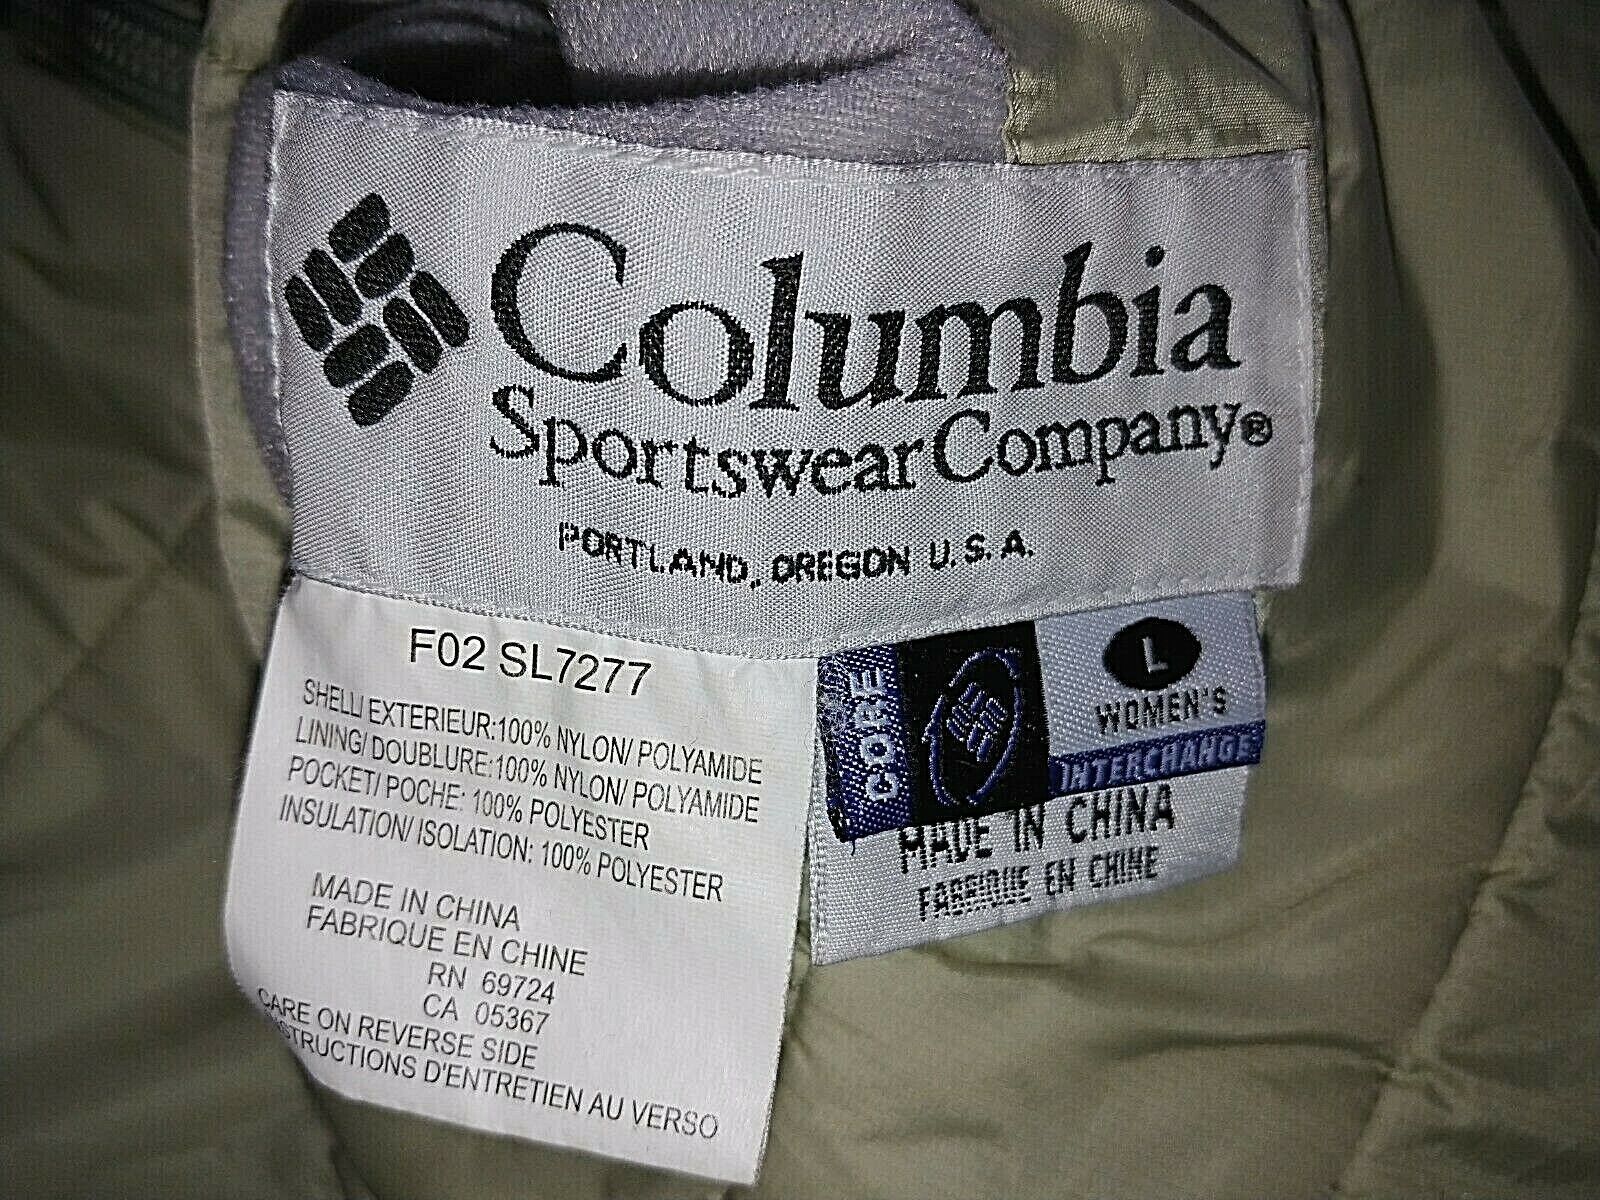 Columbia
Sportswear Company®
PORTLAND, OREGON U.S.A.
F02 SL7277
SHELL/ EXTERIEUR:100% NYLON/ POLYAMIDE
LINING/ DOUBLURE:100% NYLON/ POLYAMIDE
POCKET/ POCHE: 100% POLYESTER
INSULATION/ ISOLATION: 100% POLYESTER
MADE IN CHINA
FABRIQUE EN CHINE
RN 69724
CA 05367
CARE ON REVERSE SIDE
D'ENTRETIEN AU VERSO
CORE
L
WOMEN'S
INTERCHANGE
MADE IN CHINA
FABRIQUE EN CHINE